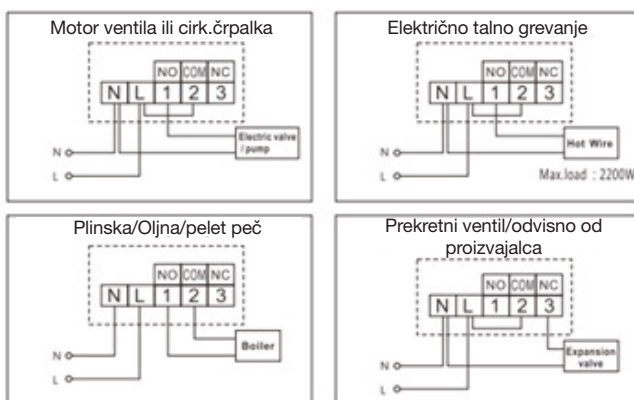 Motor ventila ili cirk.črpalka
NO COM NC
N L 1 2 3
Electric valve
/ pump
N
L
Električno talno grevanje
NO COM NC
N L 1 2 3
Hot Wire
N
L
Max.load : 2200W
Plinska/Oljna/pelet peč
NO COM NC
N L 1 2 3
Boiler
N
L
Prekretni ventil/odvisno od
proizvajalca
NO COM NC
N L 1 2 3
Expansion
valve
N
L